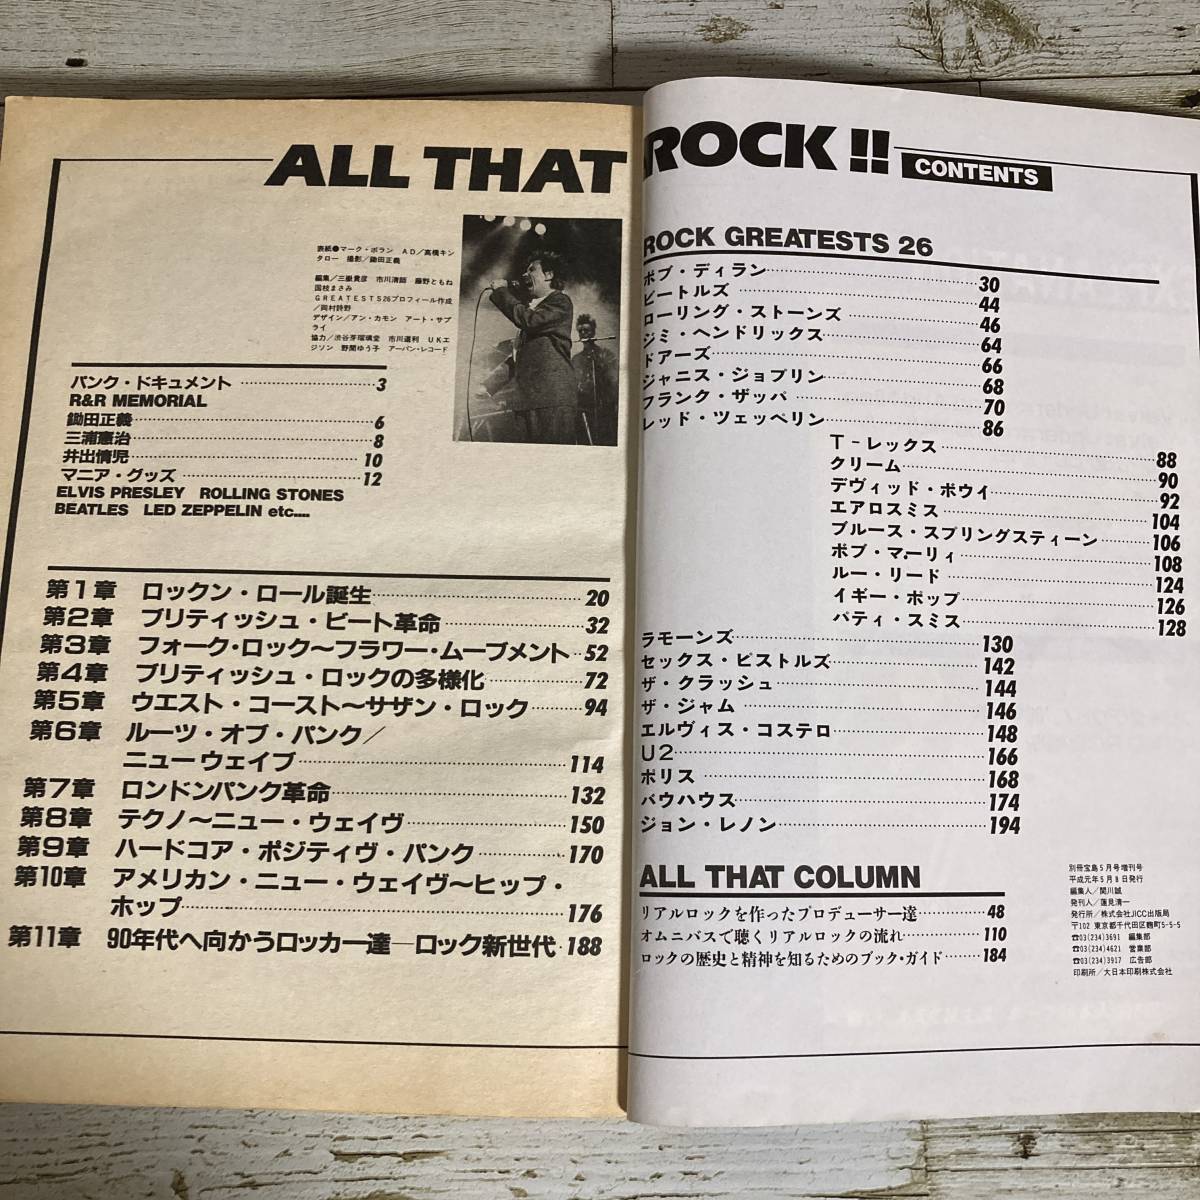 ALL THAT
ROCK !!
CONTENTS
表紙●マーク・ボラン AD/高橋キン
タロー 撮影/鋤田正義
編集/三嶽貴彦 市川清師 藤野ともね
国枝まさみ
GREATESTS26プロフィール作成
/岡村詩野
デザイン/アン・カモン アート・サプ
ライ
協力/渋谷芽瑠璃堂 市川道利 UKエ
ジソン 野間ゆう子 アーバン・レコード
パンク・ドキュメント 3
R&R MEMORIAL
鋤田正義 6
三浦憲治 8
井出情児 10
マニア・グッズ 12
ELVIS PRESLEY ROLLING STONES
BEATLES LED ZEPPELIN etc....
第1章 ロックン・ロール誕生 20
第2章 ブリティッシュ・ビート革命 32
第3章 フォーク・ロック〜フラワー・ムーブメント 52
第4章 ブリティッシュ・ロックの多様化 72
第5章 ウエスト・コースト〜サザン・ロック 94
第6章 ルーツ・オブ・パンク/
ニューウェイブ 114
第7章 ロンドンパンク革命 132
第8章 テクノ〜ニュー・ウェイヴ 150
第9章 ハードコア・ポジティヴ・パンク 170
第10章 アメリカン・ニュー・ウェイヴ〜ヒップ・
ホップ 176
第11章 90年代へ向かうロッカー達―ロック新世代 188
ROCK GREATESTS 26
ボブ・ディラン 30
ビートルズ 44
ローリング・ストーンズ 46
ジミ・ヘンドリックス 64
ドアーズ 66
ジャニス・ジョプリン 68
フランク・ザッパ 70
レッド・ツェッペリン 86
T-レックス 88
クリーム 90
デヴィッド・ボウイ 92
エアロスミス 104
ブルース・スプリングスティーン 106
ボブ・マーリィ 108
ルー・リード 124
イギー・ポップ 126
パティ・スミス 128
ラモーンズ 130
セックス・ピストルズ 142
ザ・クラッシュ 144
ザ・ジャム 146
エルヴィス・コステロ 148
U2 166
ポリス 168
バウハウス 174
ジョン・レノン 194
ALL THAT COLUMN
リアルロックを作ったプロデューサー達 48
オムニバスで聴くリアルロックの流れ 110
ロックの歴史と精神を知るためのブック・ガイド 184
別冊宝島5月号増刊号
平成元年5月8日発行
編集人/関川誠
発行人/蓮見清一
発行所/株式会社JICC出版局
〒102 東京都千代田区麹町5-5-5
☎03(234)3691 編集部
☎03(234)4621 営業部
☎03(234)3917 広告部
印刷所/大日本印刷株式会社